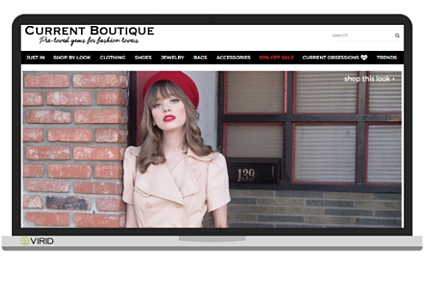 CURRENT BOUTIQUE
Pre-loved gems for fashion lovers
search
JUST IN SHOP BY LOOK CLOTHING SHOES JEWELRY BAGS ACCESSORIES 50% OFF SALE CURRENT OBSESSIONS TRENDS
shop this look ›
139
VIRID